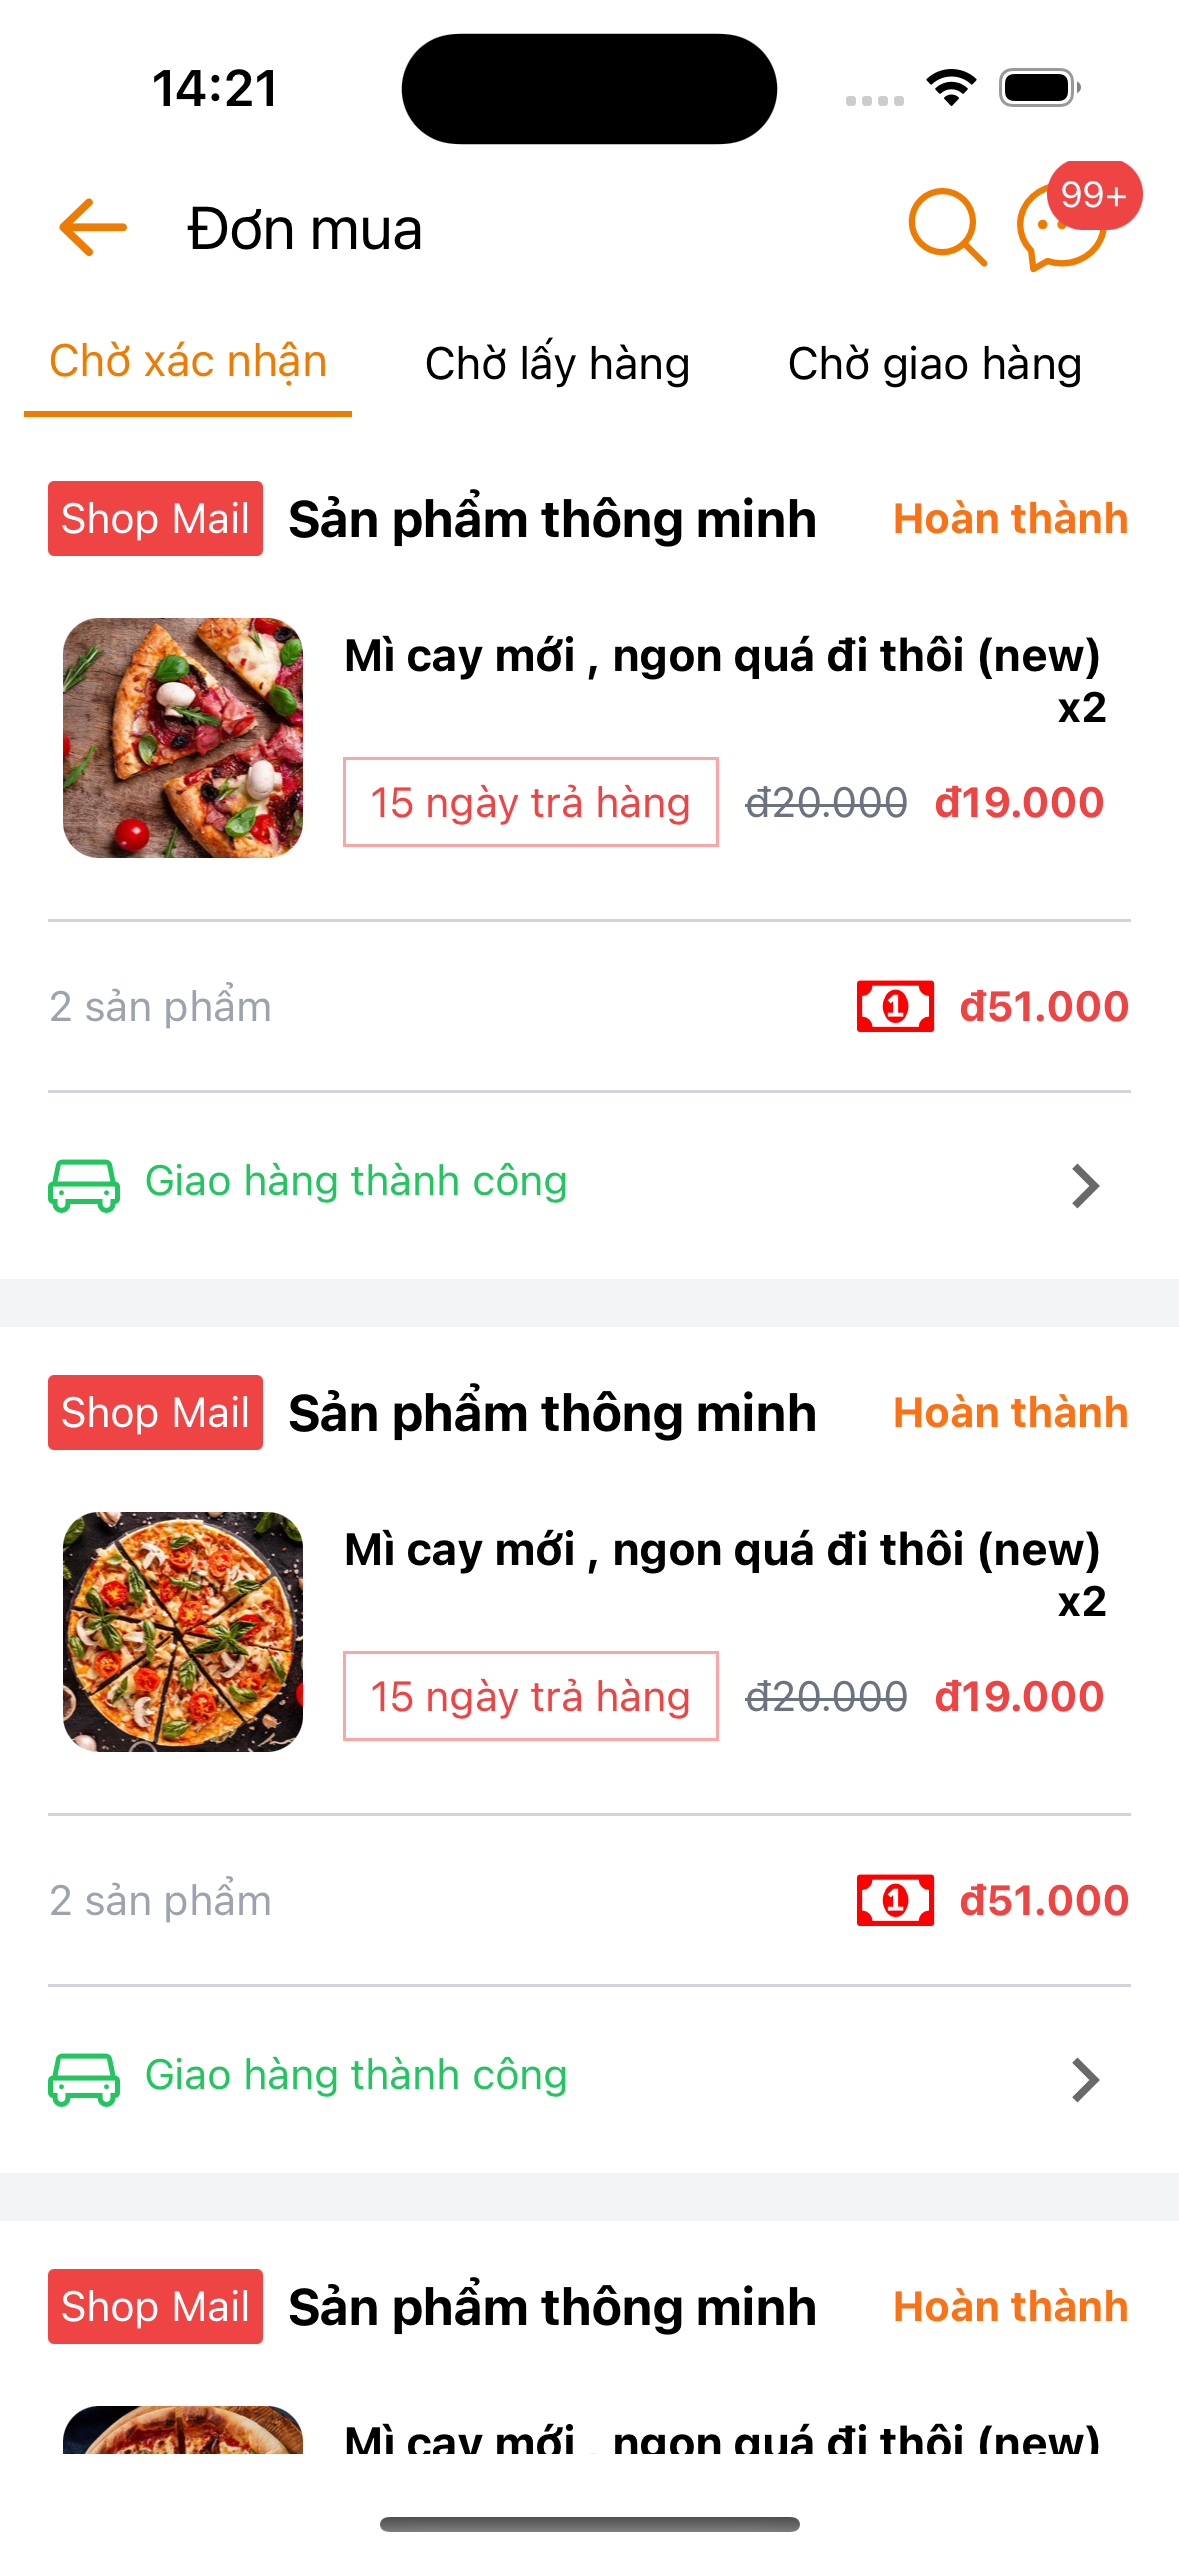 14:21
Đơn mua
99+
Chờ xác nhận
Chờ lấy hàng
Chờ giao hàng
Shop Mail Sản phẩm thông minh Hoàn thành
Mì cay mới , ngon quá đi thôi (new)
x2
15 ngày trả hàng đ20.000 đ19.000
2 sản phẩm đ51.000
Giao hàng thành công
Shop Mail Sản phẩm thông minh Hoàn thành
Mì cay mới , ngon quá đi thôi (new)
x2
15 ngày trả hàng đ20.000 đ19.000
2 sản phẩm đ51.000
Giao hàng thành công
Shop Mail Sản phẩm thông minh Hoàn thành
Mì cay mới , ngon quá đi thôi (new)